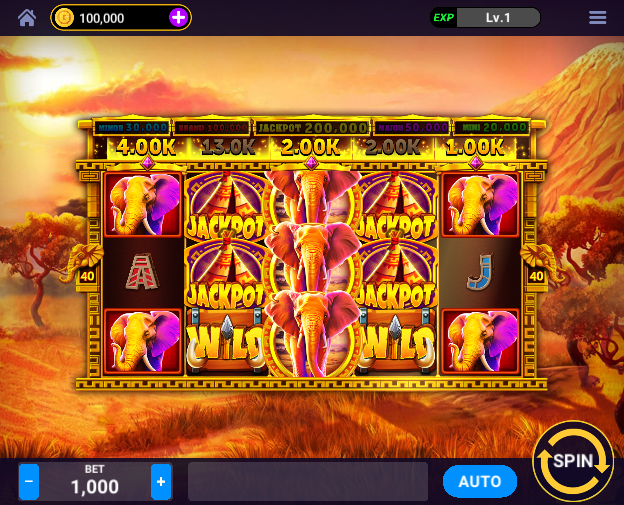 100,000
EXP Lv.1
MINOR 30,000 GRAND 100,000 JACKPOT 200,000 MAJOR 50,000 MINI 20,000
4.00K 13.0K 2.00K 2.00K 1.00K
JACKPOT JACKPOT
40 A JACKPOT JACKPOT J 40
WILD WILD
BET
- 1,000 +
AUTO
SPIN